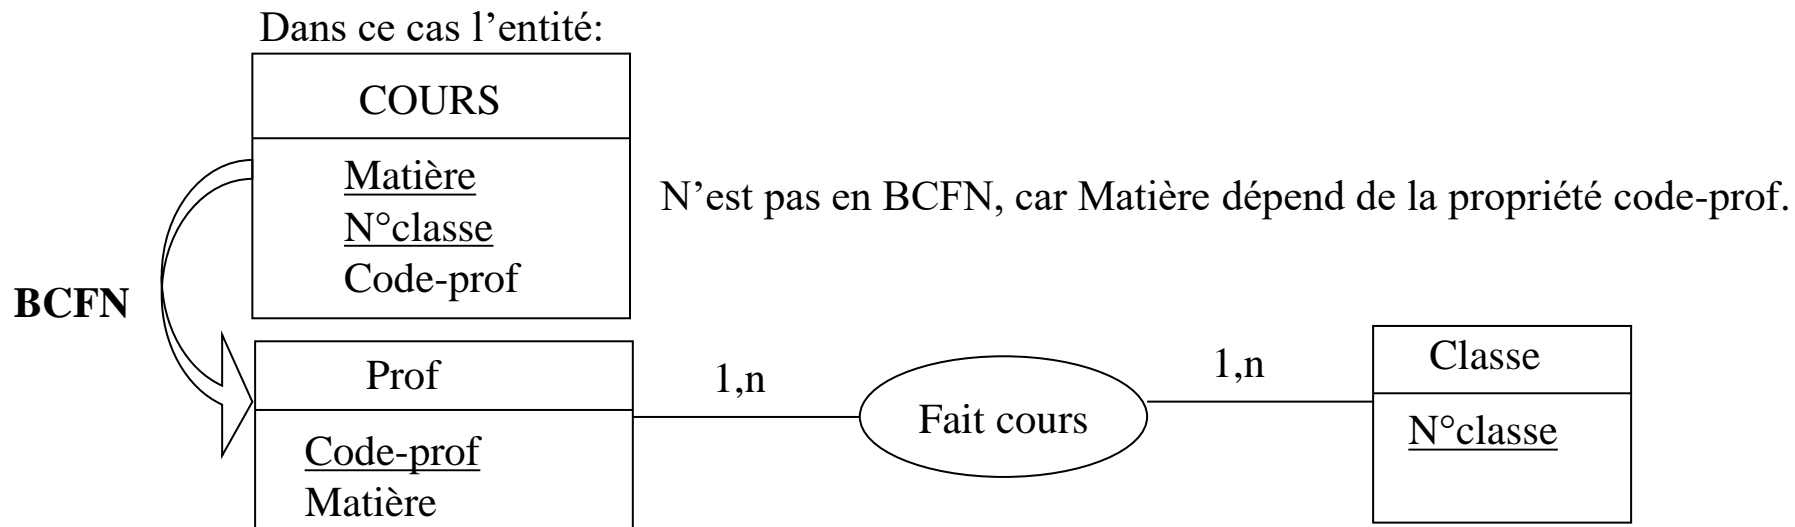 Dans ce cas l’entité:
COURS
Matière
N°classe
Code-prof
N’est pas en BCFN, car Matière dépend de la propriété code-prof.
BCFN
Prof
Code-prof
Matière
1,n
Fait cours
1,n
Classe
N°classe